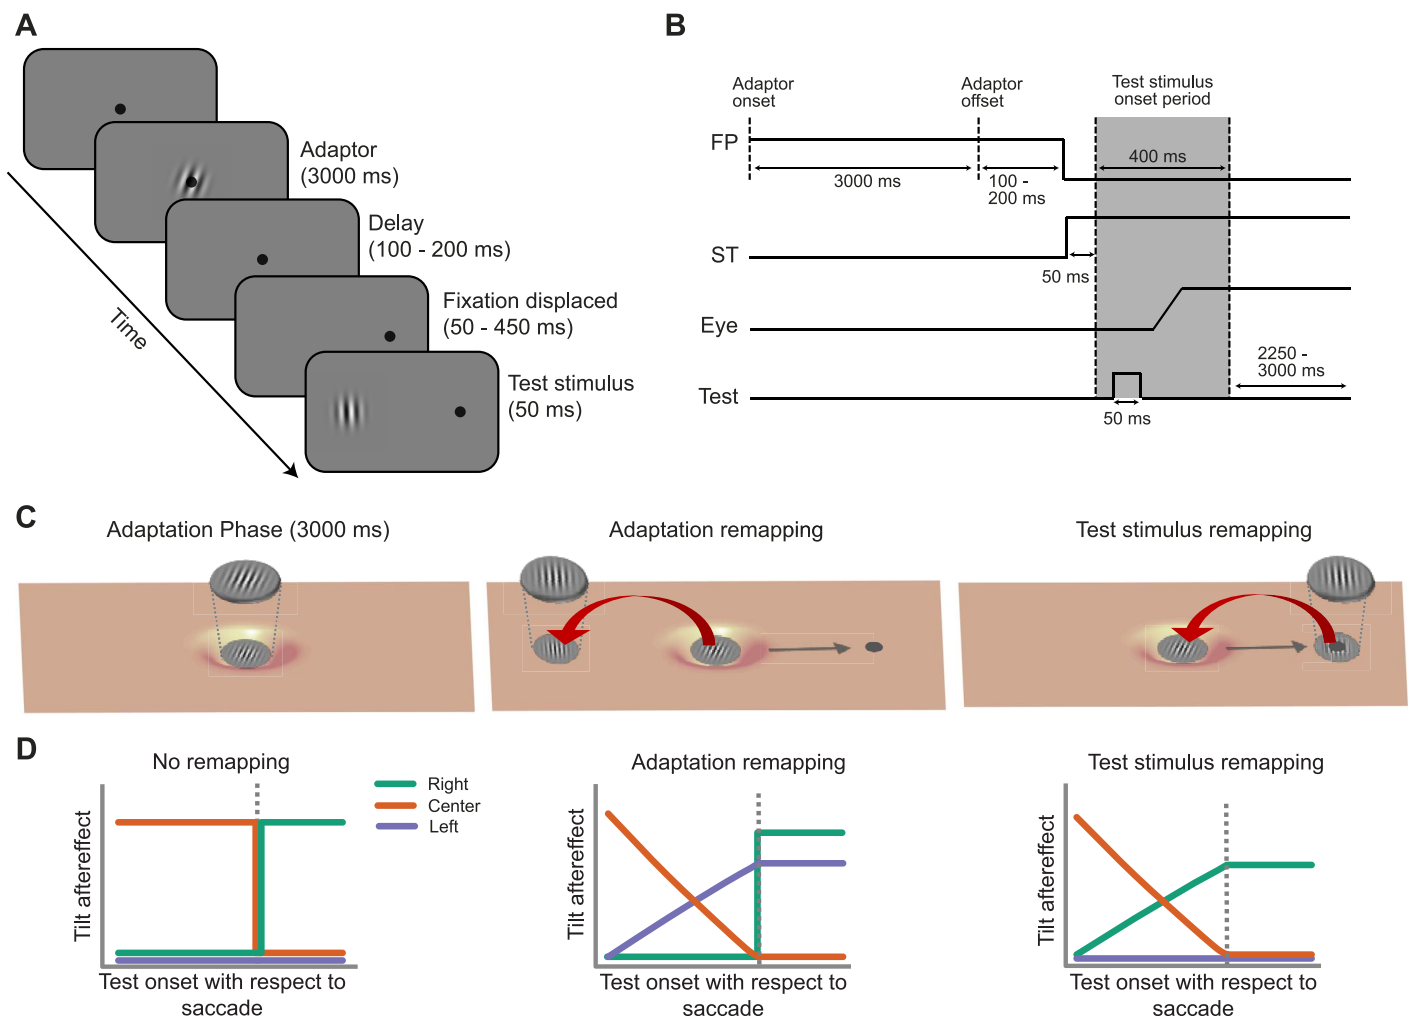 A
Adaptor
(3000 ms)
Delay
(100 - 200 ms)
Fixation displaced
(50 - 450 ms)
Test stimulus
(50 ms)
Time
B
Adaptor
onset
Adaptor
offset
Test stimulus
onset period
FP
3000 ms
100 -
200 ms
400 ms
ST
50 ms
Eye
2250 -
3000 ms
Test
50 ms
C
Adaptation Phase (3000 ms)
Adaptation remapping
Test stimulus remapping
D
No remapping
Tilt aftereffect
Test onset with respect to
saccade
Right
Center
Left
Adaptation remapping
Tilt aftereffect
Test onset with respect to
saccade
Test stimulus remapping
Tilt aftereffect
Test onset with respect to
saccade